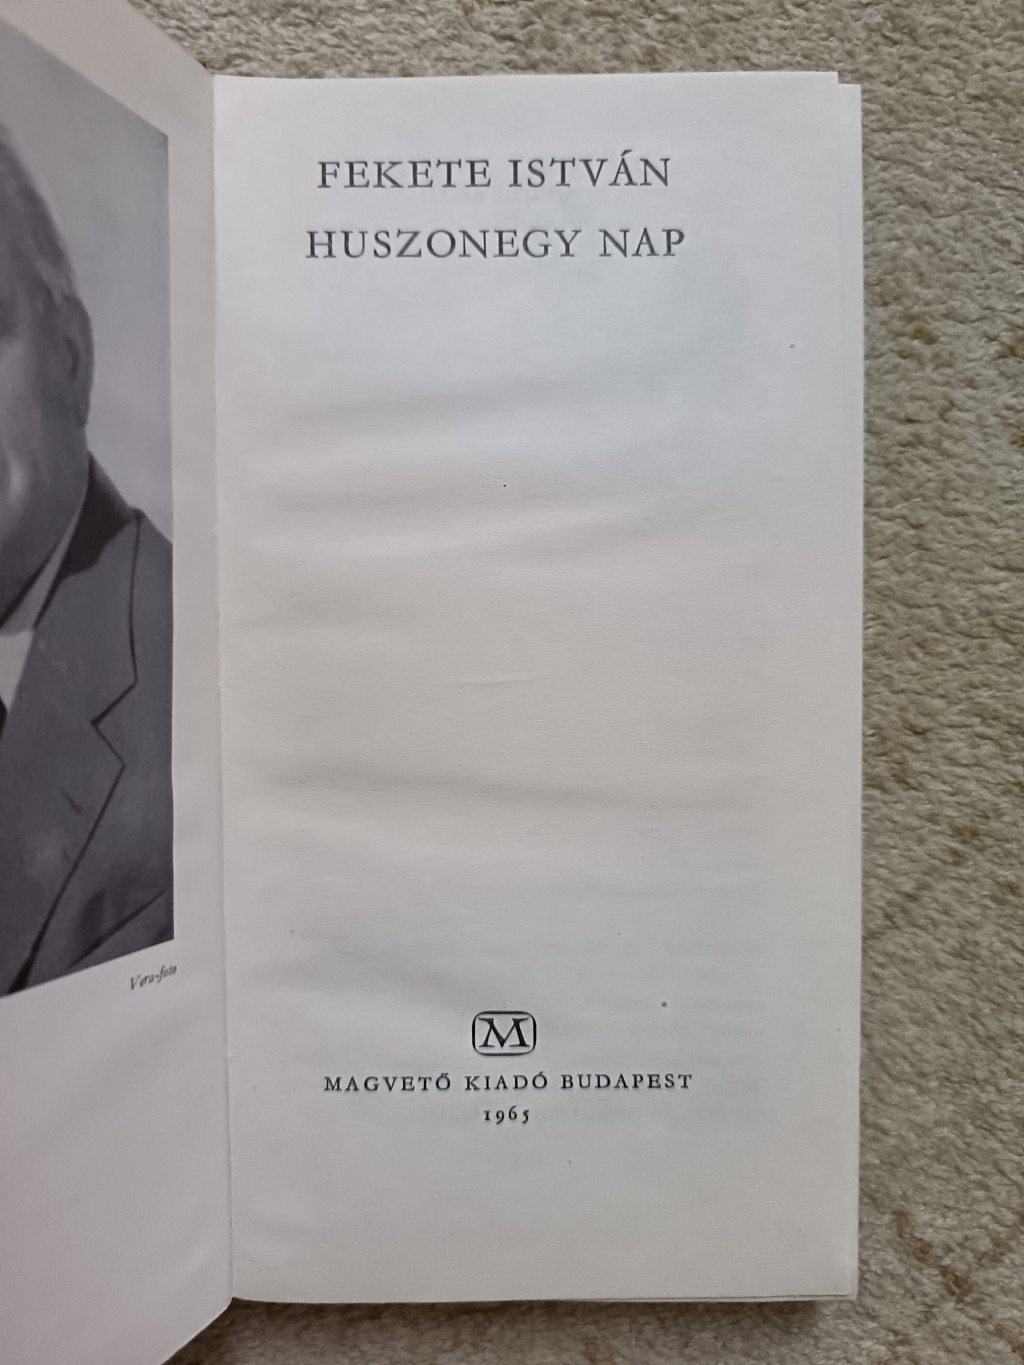 FEKETE ISTVÁN
HUSZONEGY NAP
Vera-foto
M
MAGVETŐ KIADÓ BUDAPEST
1965